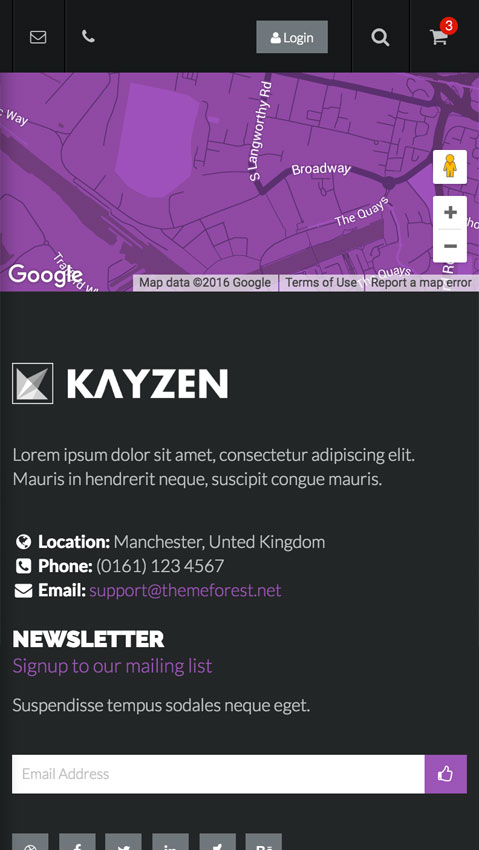 Login
3
c Way
S Langworthy Rd
Broadway
The Quays
The Quays
Google
Map data ©2016 Google
Terms of Use
Report a map error
KAYZEN
Lorem ipsum dolor sit amet, consectetur adipiscing elit.
Mauris in hendrerit neque, suscipit congue mauris.
Location: Manchester, Unted Kingdom
Phone: (0161) 123 4567
Email: support@themeforest.net
NEWSLETTER
Signup to our mailing list
Suspendisse tempus sodales neque eget.
Email Address